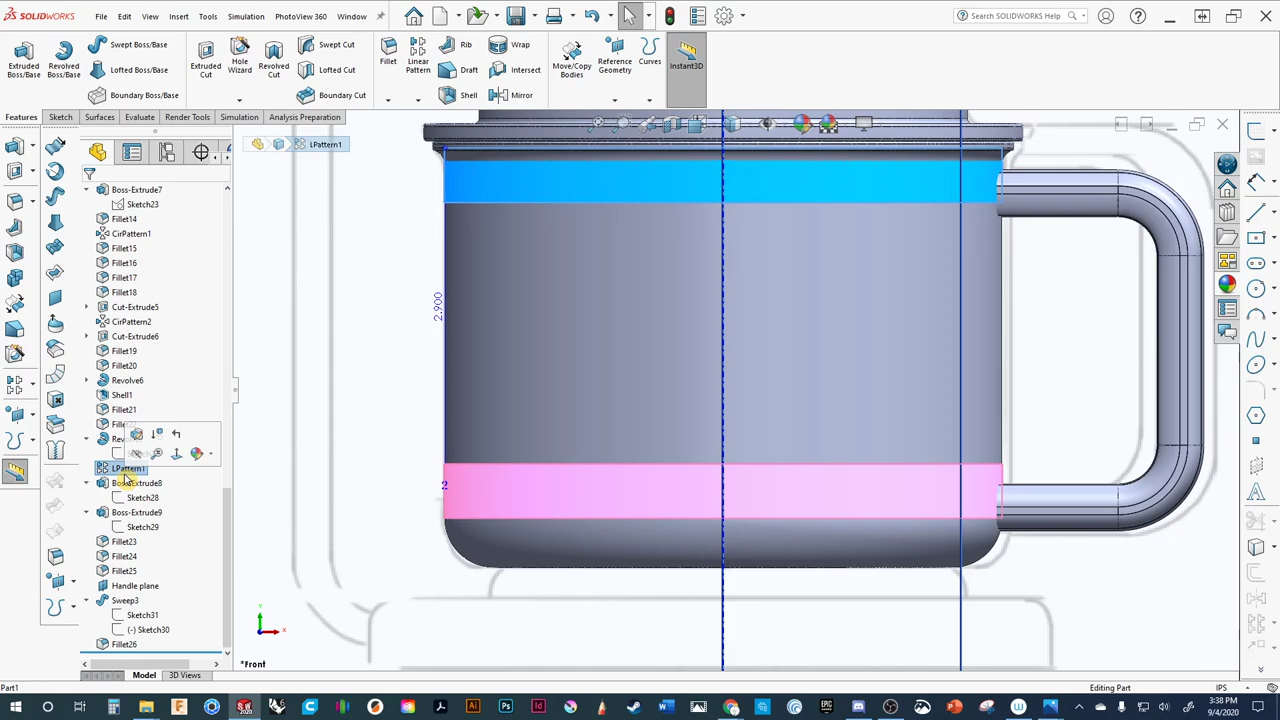 SOLIDWORKS
File Edit View Insert Tools Simulation PhotoView 360 Window
Search SOLIDWORKS Help
Extruded Boss/Base
Revolved Boss/Base
Swept Boss/Base
Lofted Boss/Base
Boundary Boss/Base
Extruded Cut
Hole Wizard
Revolved Cut
Swept Cut
Lofted Cut
Boundary Cut
Fillet
Linear Pattern
Rib
Draft
Shell
Wrap
Intersect
Mirror
Move/Copy Bodies
Reference Geometry
Curves
Instant3D
Features Sketch Surfaces Evaluate Render Tools Simulation Analysis Preparation
LPattern1
Boss-Extrude7
Sketch23
Fillet14
CirPattern1
Fillet15
Fillet16
Fillet17
Fillet18
Cut-Extrude5
CirPattern2
Cut-Extrude6
Fillet19
Fillet20
Revolve6
Shell1
Fillet21
LPattern1
Boss-Extrude8
Sketch28
Boss-Extrude9
Sketch29
Fillet23
Fillet24
Fillet25
Handle plane
Sweep3
Sketch31
(-) Sketch30
Fillet26
2.900
2
Y
X
*Front
Model 3D Views
Part1
Editing Part
IPS
3:38 PM
9/4/2020